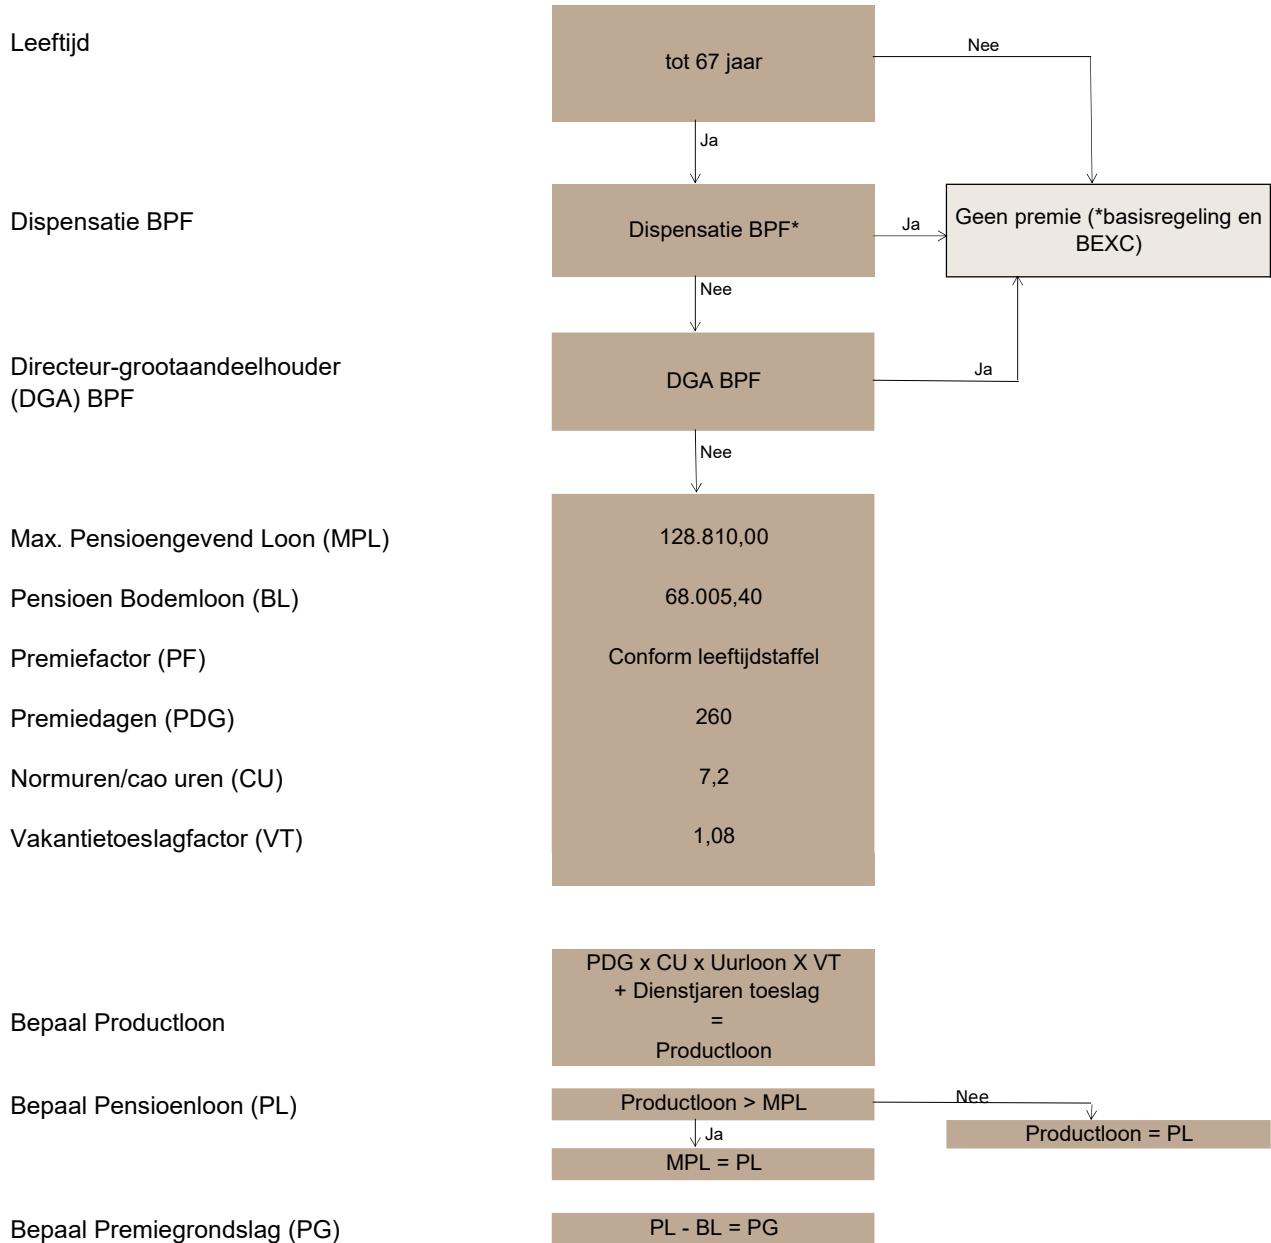 Leeftijd
tot 67 jaar
Nee
Ja
Dispensatie BPF
Dispensatie BPF*
Ja
Geen premie (*basisregeling en
BEXC)
Nee
Directeur-grootaandeelhouder
(DGA) BPF
DGA BPF
Ja
Nee
Max. Pensioengevend Loon (MPL)
128.810,00
Pensioen Bodemloon (BL)
68.005,40
Premiefactor (PF)
Conform leeftijdstaffel
Premiedagen (PDG)
260
Normuren/cao uren (CU)
7,2
Vakantietoeslagfactor (VT)
1,08
Bepaal Productloon
PDG x CU x Uurloon X VT
+ Dienstjaren toeslag
=
Productloon
Bepaal Pensioenloon (PL)
Productloon > MPL
Nee
Ja
Productloon = PL
MPL = PL
Bepaal Premiegrondslag (PG)
PL - BL = PG